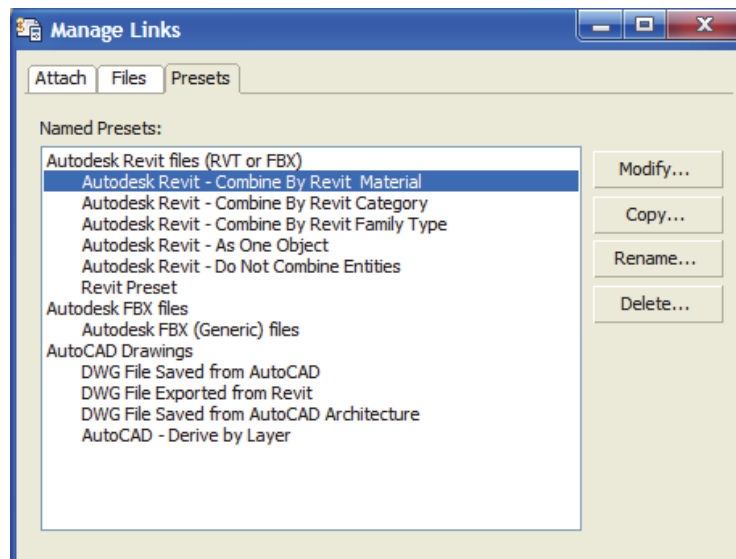 Manage Links
Attach Files Presets
Named Presets:
Autodesk Revit files (RVT or FBX)
Autodesk Revit - Combine By Revit Material
Autodesk Revit - Combine By Revit Category
Autodesk Revit - Combine By Revit Family Type
Autodesk Revit - As One Object
Autodesk Revit - Do Not Combine Entities
Revit Preset
Autodesk FBX files
Autodesk FBX (Generic) files
AutoCAD Drawings
DWG File Saved from AutoCAD
DWG File Exported from Revit
DWG File Saved from AutoCAD Architecture
AutoCAD - Derive by Layer
Modify...
Copy...
Rename...
Delete...